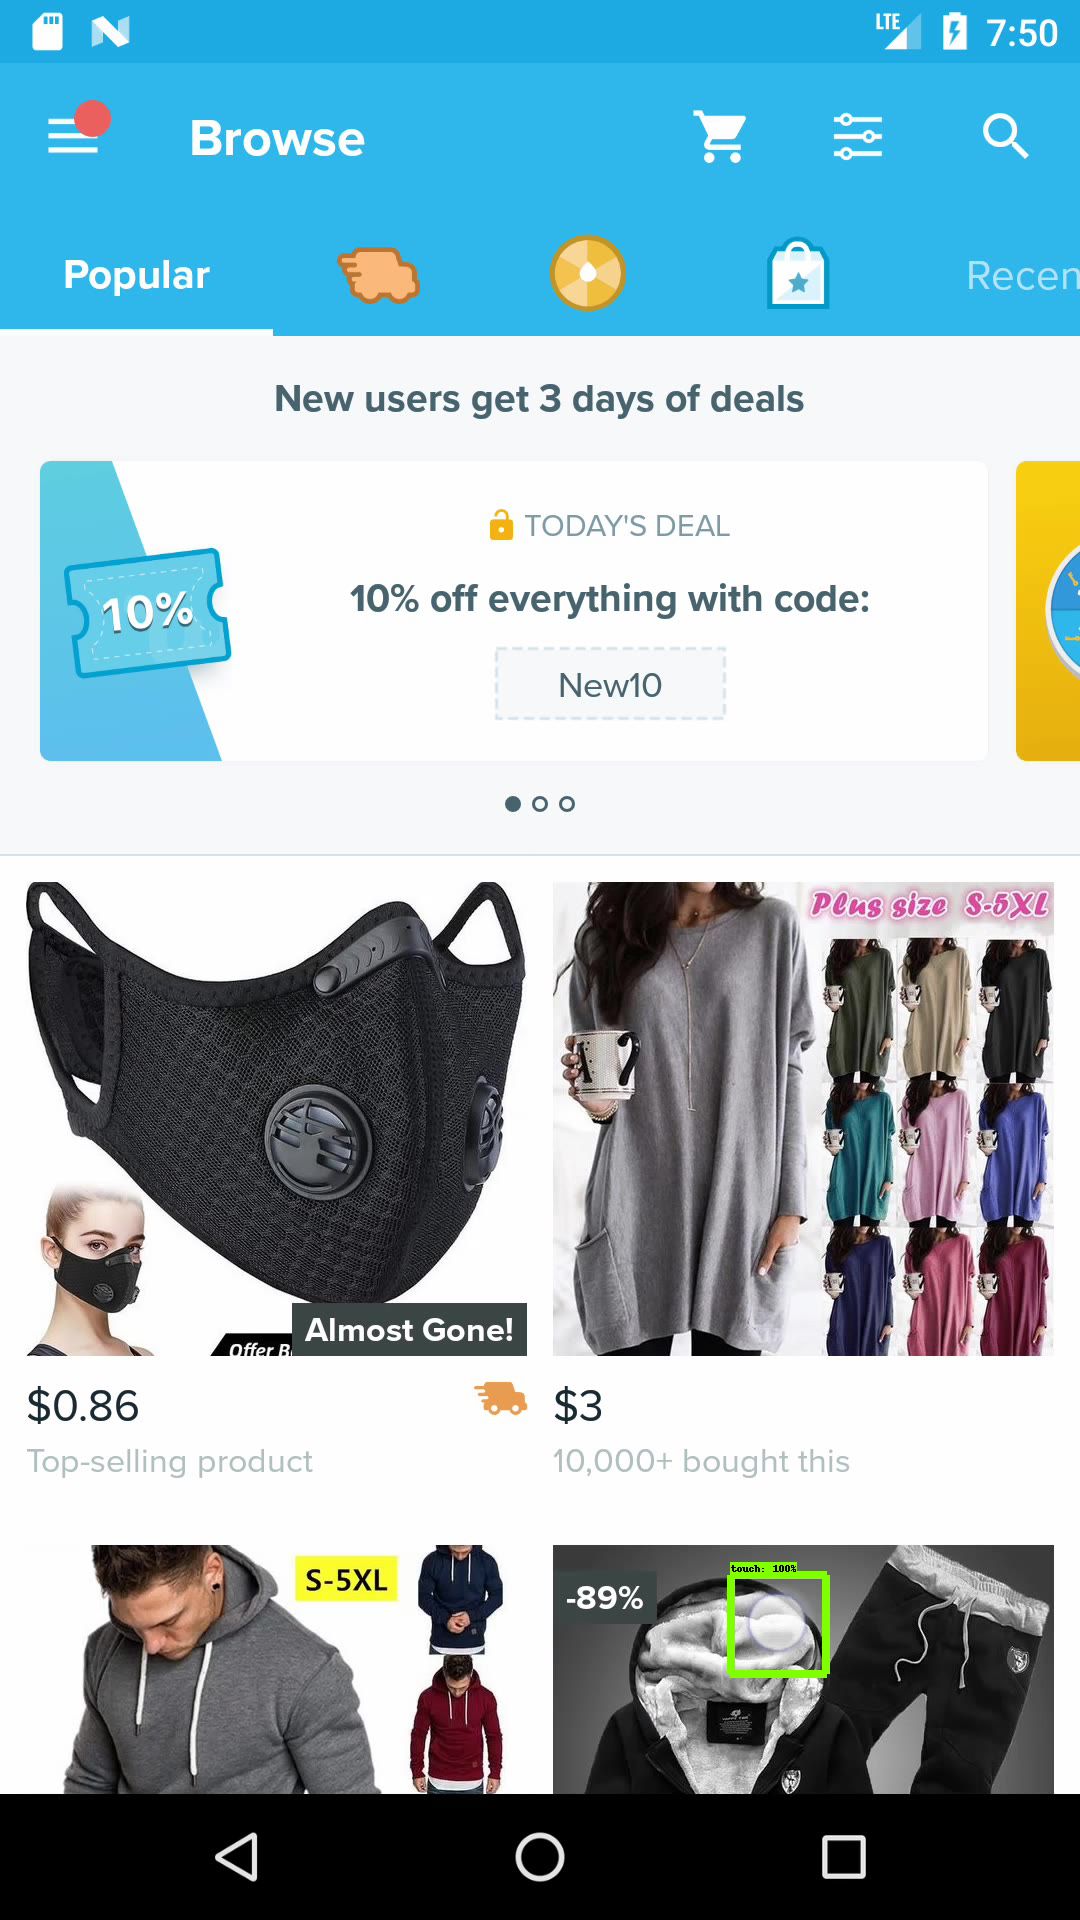 LTE 7:50
Browse
Popular
Recen
New users get 3 days of deals
TODAY'S DEAL
10%
10% off everything with code:
New10
Plus size S-5XL
Almost Gone!
Offer B
$0.86
$3
Top-selling product
10,000+ bought this
S-5XL
-89%
touch: 100%